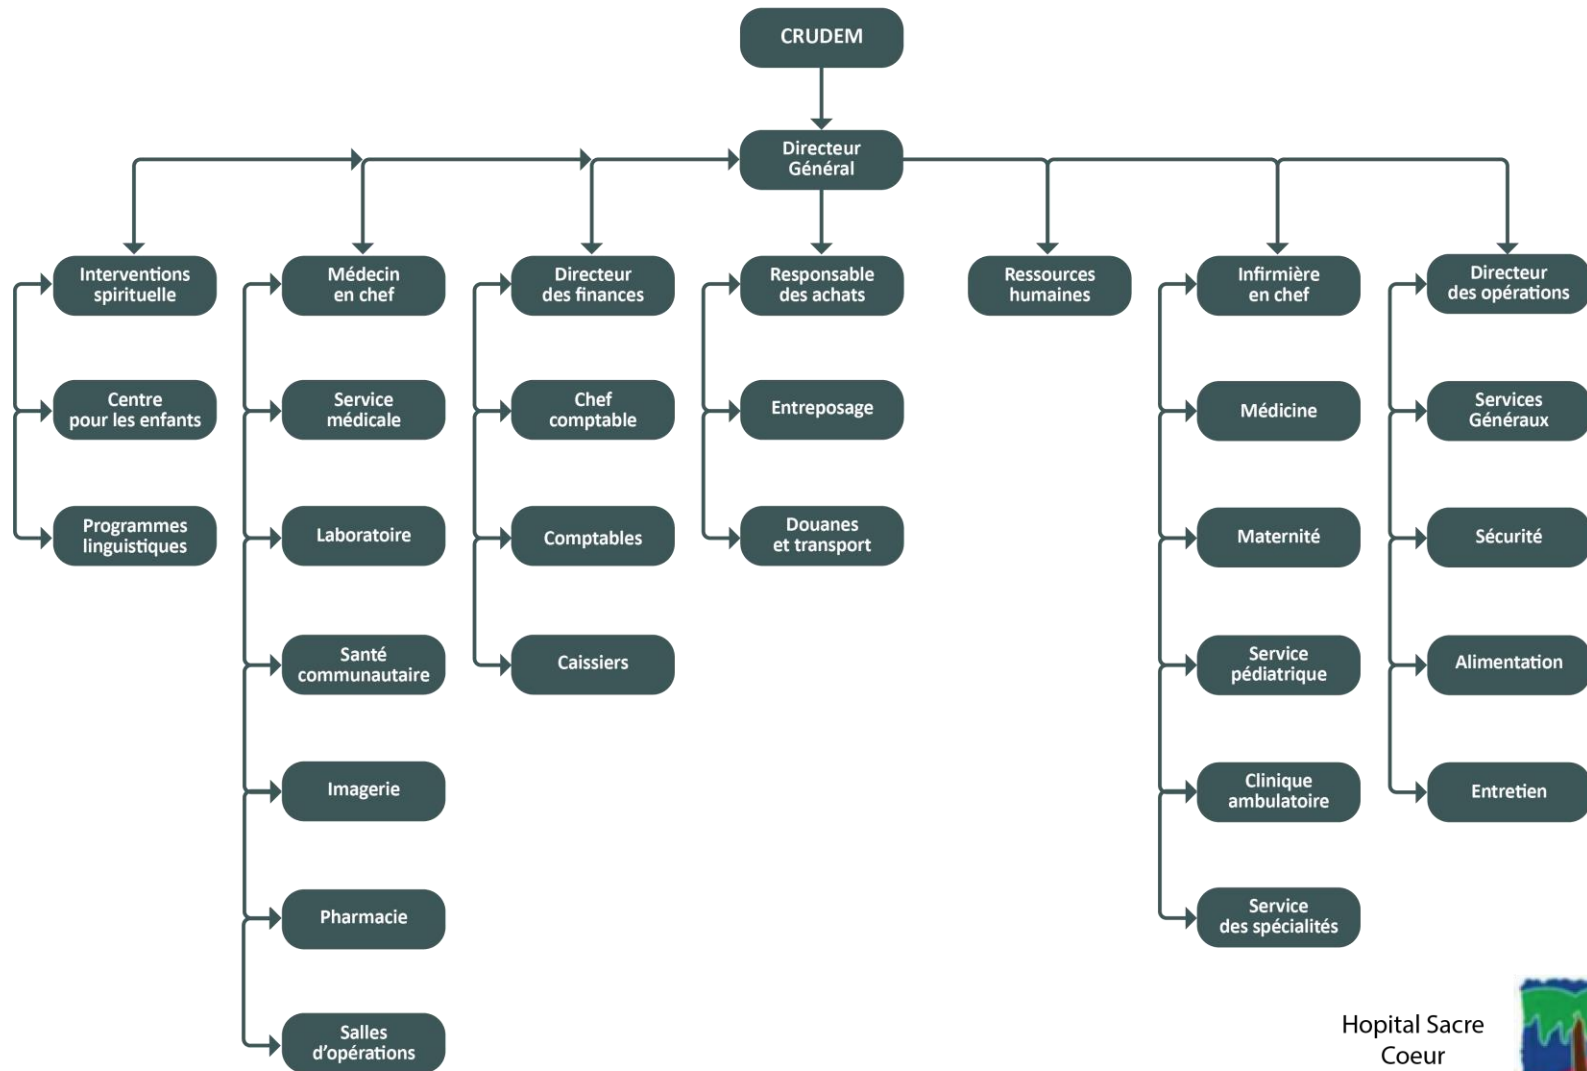 CRUDEM
Directeur
Général
Interventions
spirituelle
Médecin
en chef
Directeur
des finances
Responsable
des achats
Ressources
humaines
Infirmière
en chef
Directeur
des opérations
Centre
pour les enfants
Service
médicale
Chef
comptable
Entreposage
Médicine
Services
Généraux
Programmes
linguistiques
Laboratoire
Comptables
Douanes
et transport
Maternité
Sécurité
Santé
communautaire
Caissiers
Service
pédiatrique
Alimentation
Imagerie
Clinique
ambulatoire
Entretien
Pharmacie
Service
des spécialités
Salles
d'opérations
Hopital Sacre
Coeur